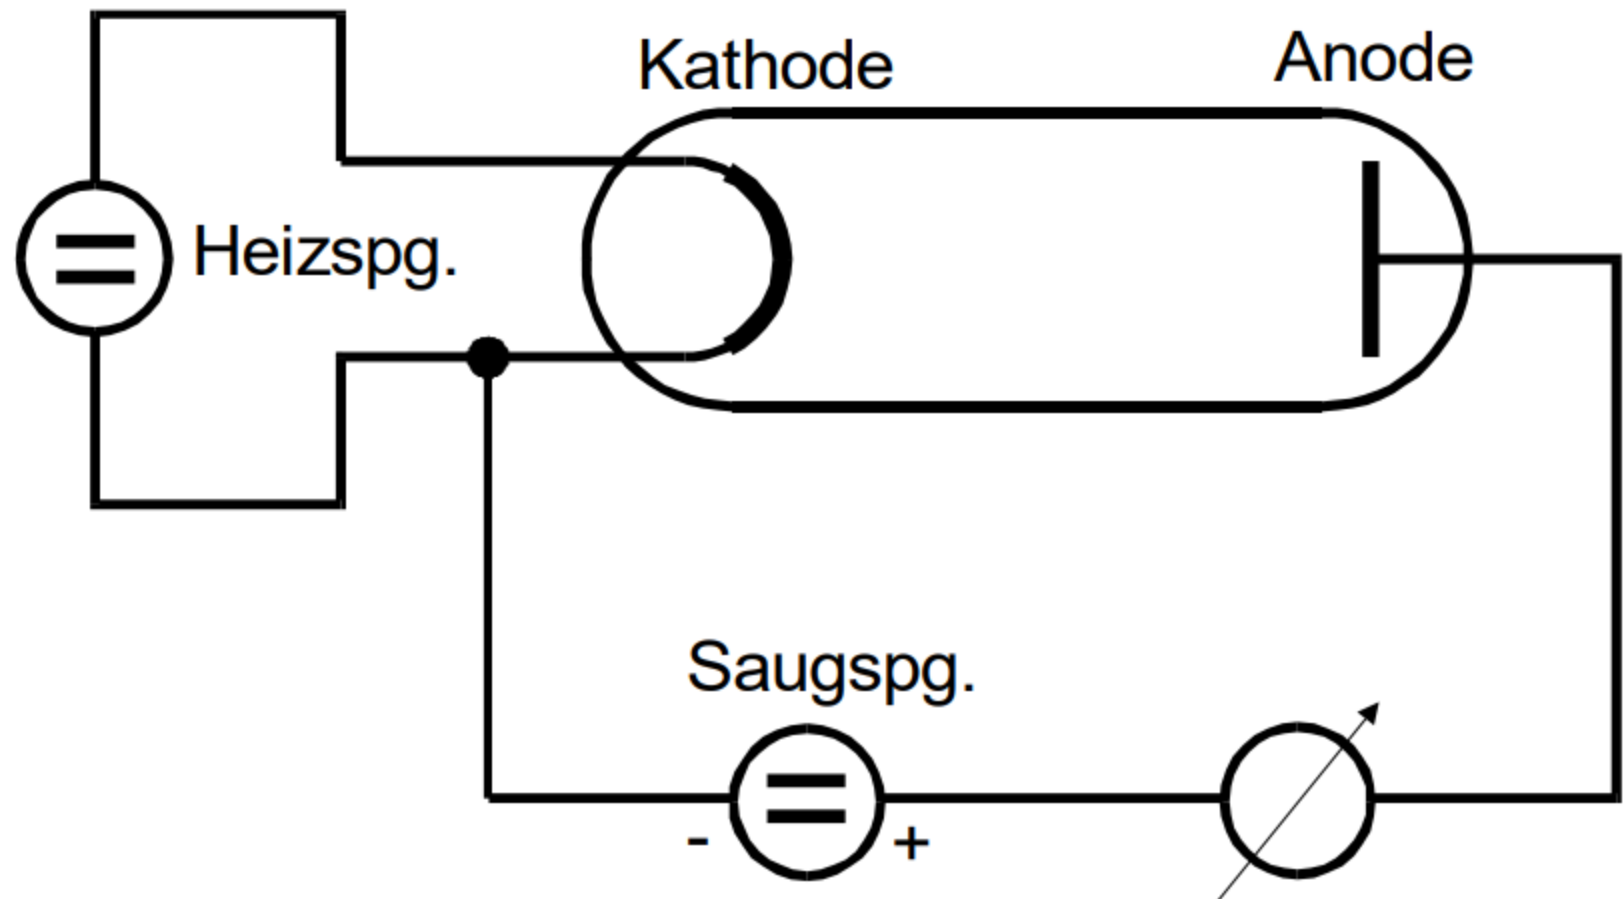 Kathode
Anode
Heizspg.
Saugspg.
- +